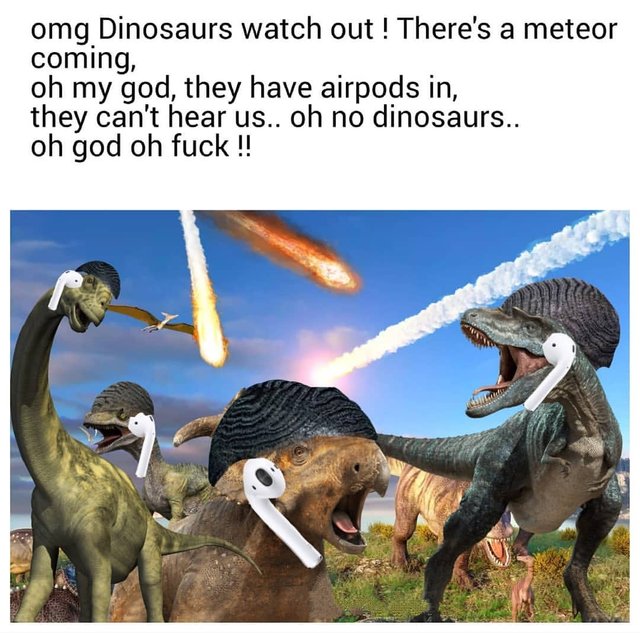 omg Dinosaurs watch out ! There's a meteor
coming,
oh my god, they have airpods in,
they can't hear us.. oh no dinosaurs..
oh god oh fuck !!